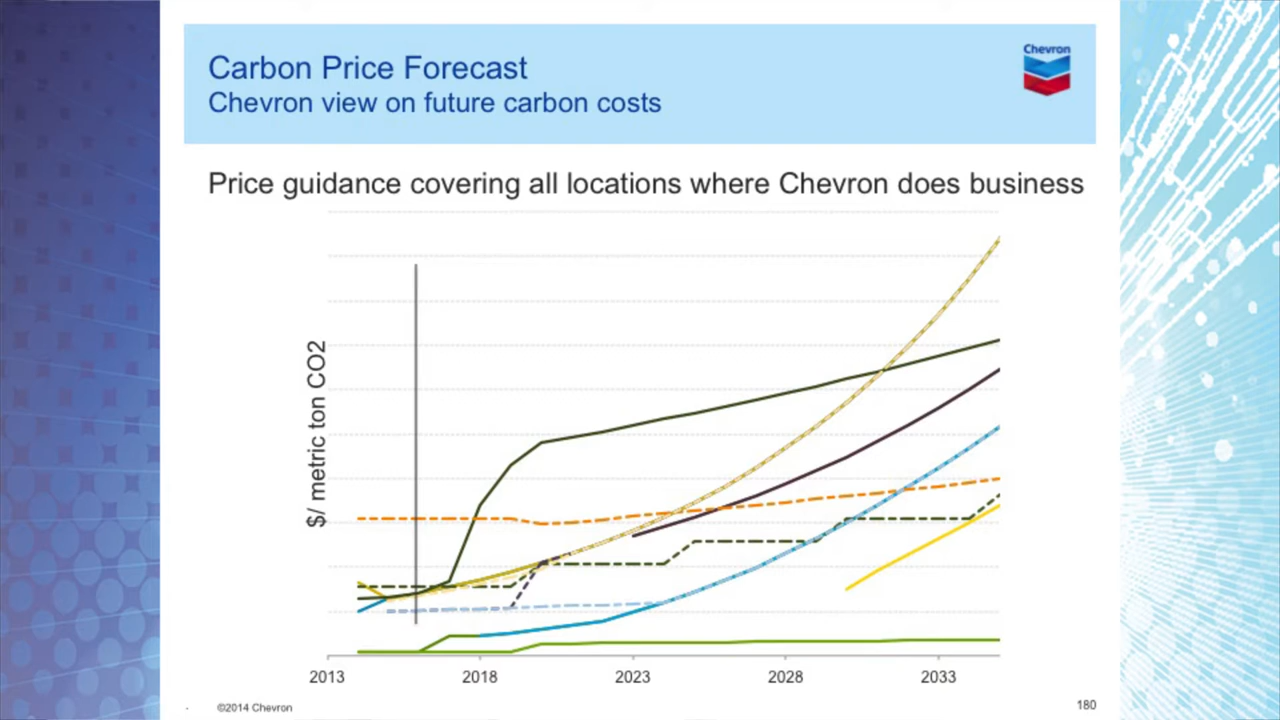 Carbon Price Forecast
Chevron view on future carbon costs
Chevron
Price guidance covering all locations where Chevron does business
$/ metric ton CO2
2013 2018 2023 2028 2033
©2014 Chevron
180